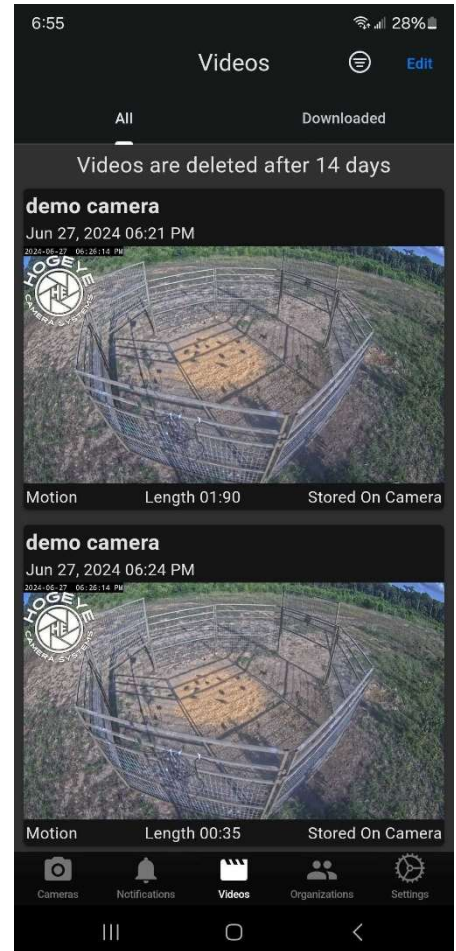 6:55 28%
Videos Edit
All Downloaded
Videos are deleted after 14 days
demo camera
Jun 27, 2024 06:21 PM
2024-06-27 06:26:14 PM
HOGEYE
CAMERA SYSTEMS
Motion Length 01:90 Stored On Camera
demo camera
Jun 27, 2024 06:24 PM
2024-06-27 06:26:14 PM
HOGEYE
CAMERA SYSTEMS
Motion Length 00:35 Stored On Camera
Cameras Notifications Videos Organizations Settings